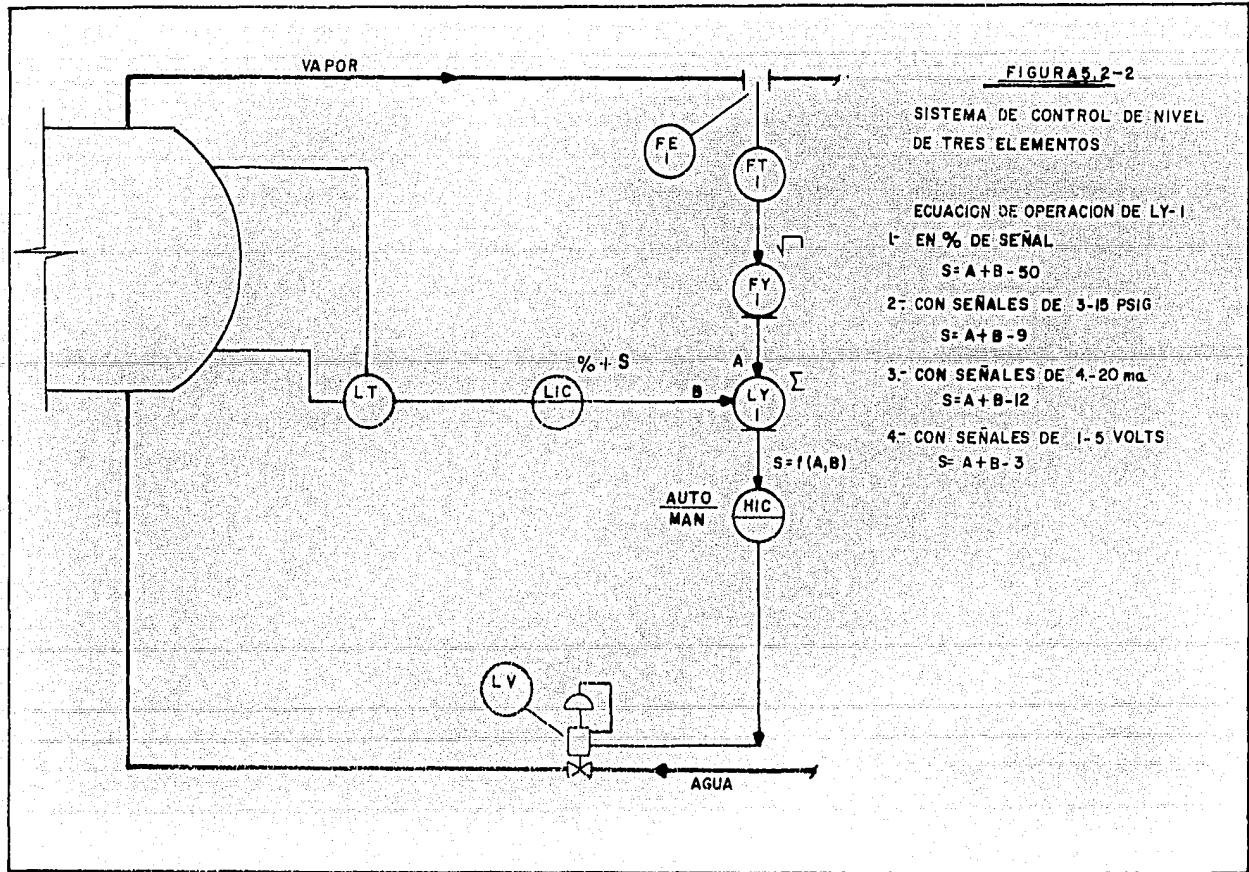 VAPOR
FIGURA 5.2-2
SISTEMA DE CONTROL DE NIVEL
DE TRES ELEMENTOS
FE
1
FT
1
√
FY
1
ECUACION DE OPERACION DE LY-1
1- EN % DE SEÑAL
S= A+B-50
2- CON SEÑALES DE 3-15 PSIG
S=A+B-9
3.- CON SEÑALES DE 4-20 ma.
S=A+B-12
4- CON SEÑALES DE 1-5 VOLTS
S= A+B-3
LT
LIC
% + S
A
B
LY
1
Σ
S=f(A,B)
AUTO
MAN
HIC
LV
AGUA